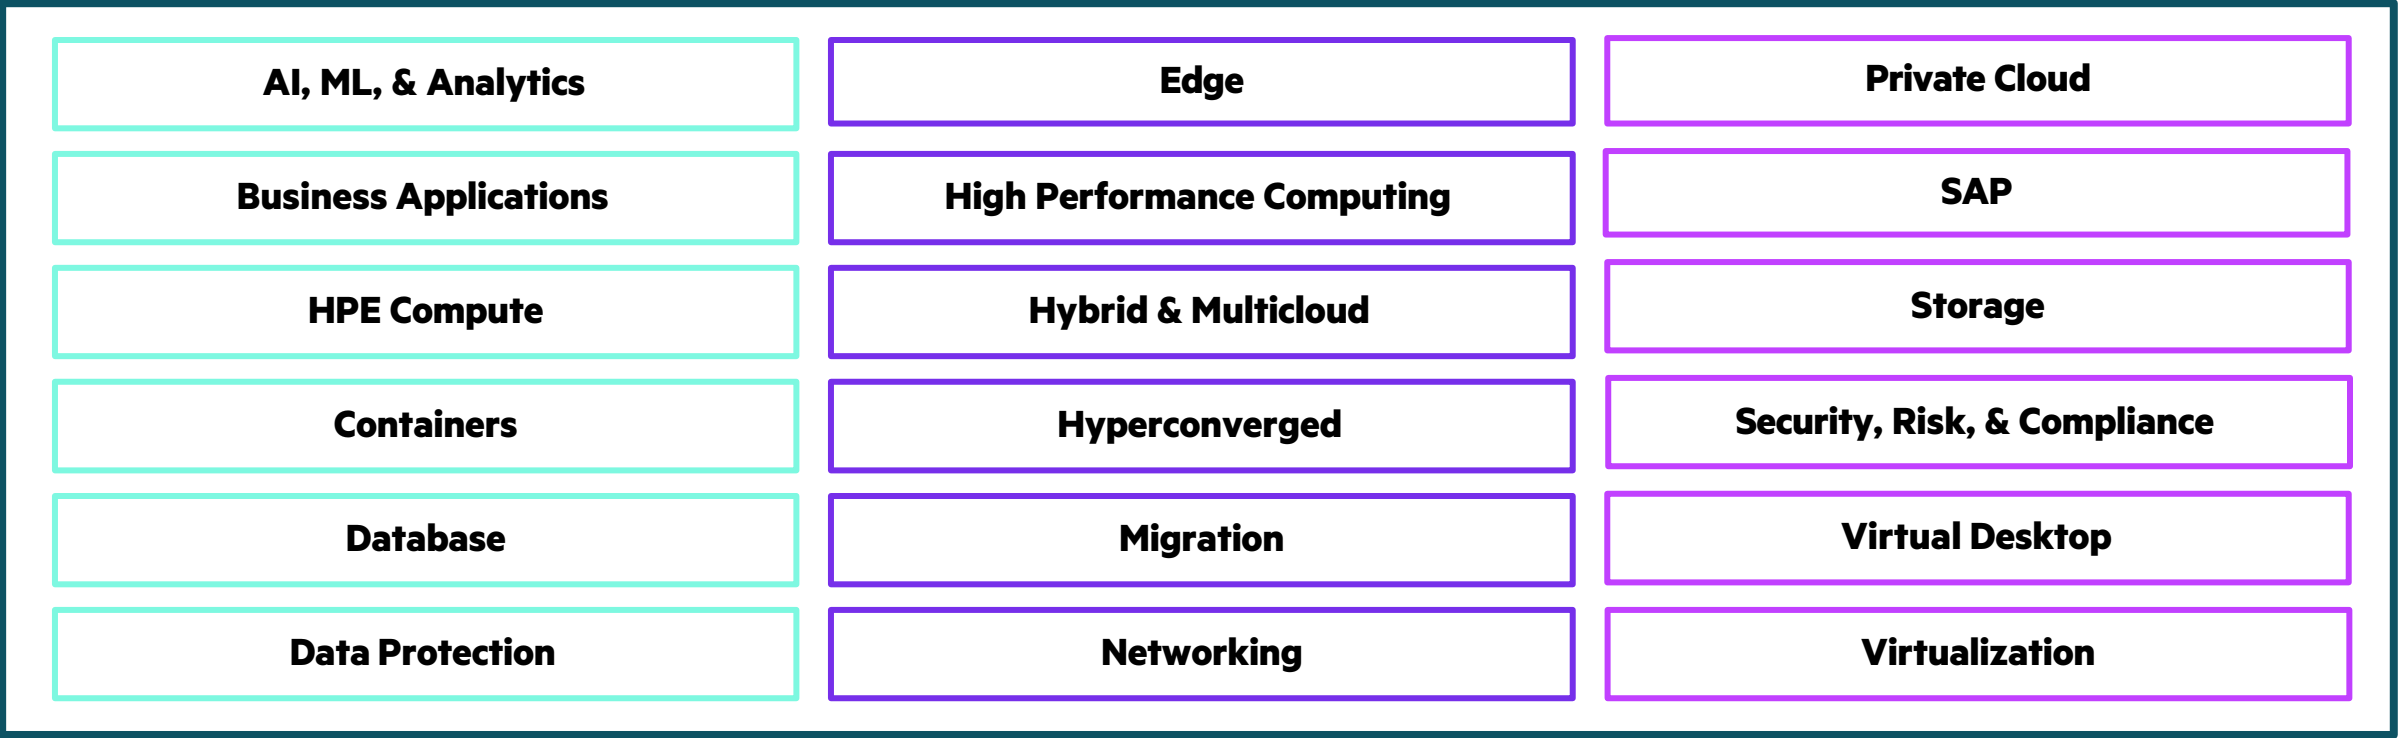 AI, ML, & Analytics
Business Applications
HPE Compute
Containers
Database
Data Protection
Edge
High Performance Computing
Hybrid & Multicloud
Hyperconverged
Migration
Networking
Private Cloud
SAP
Storage
Security, Risk, & Compliance
Virtual Desktop
Virtualization